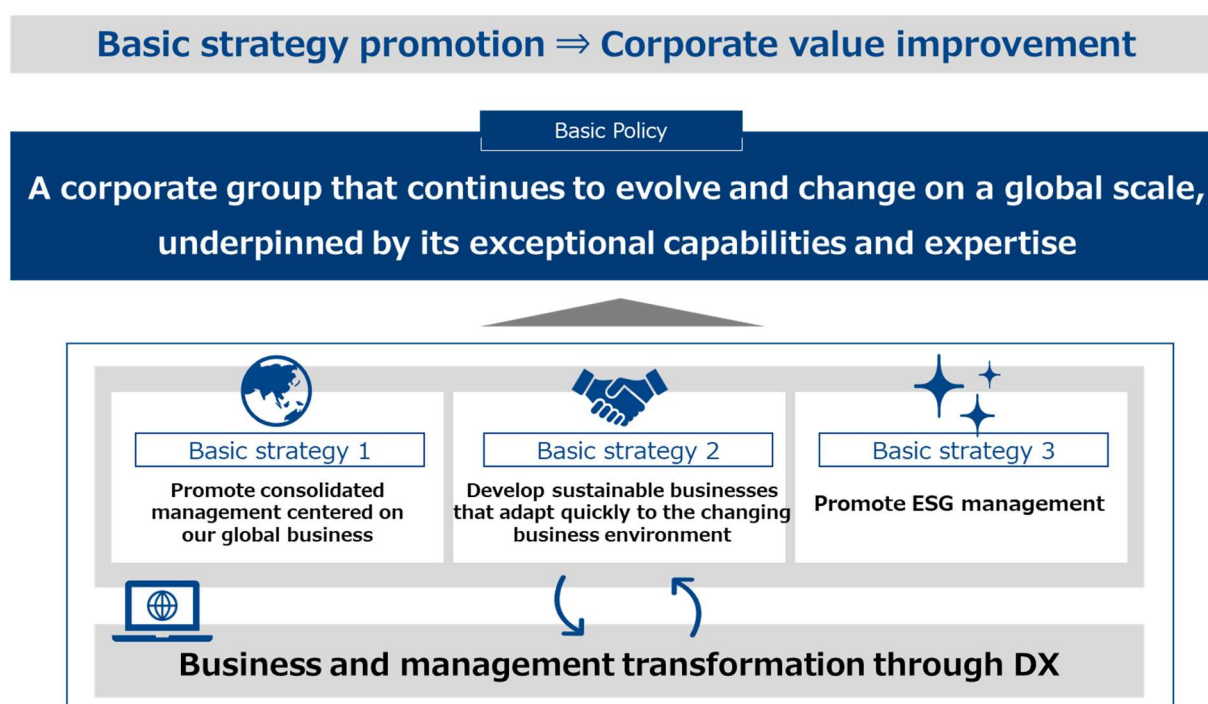 Basic strategy promotion ⇒ Corporate value improvement
Basic Policy
A corporate group that continues to evolve and change on a global scale,
underpinned by its exceptional capabilities and expertise
Basic strategy 1
Promote consolidated
management centered on
our global business
Basic strategy 2
Develop sustainable businesses
that adapt quickly to the changing
business environment
Basic strategy 3
Promote ESG management
Business and management transformation through DX